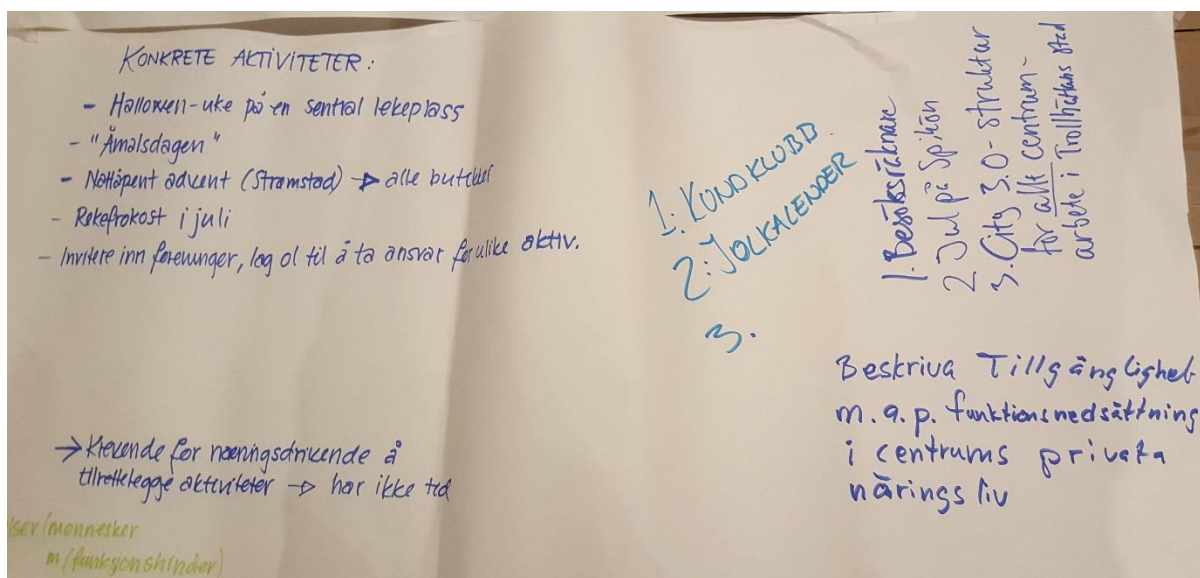 KONKRETE AKTIVITETER:
- Hallowen-uke på en sentral lekeplass
- "Åmålsdagen"
- Nattåpent advent (Strømstad) → alle butikker
- Rekefrokost i juli
- Invitere inn foreninger, lag ol til å ta ansvar for ulike aktiv.
→ Krevende for næringsdrivende å
tilrettelegge aktiviteter → har ikke tid
/mennesker
m/funksjonshinder)
1. KUNDKLUBB
2: JOLKALENDER
3.
1. Besöksräknare
2. Jul på Spikön
3. City 3.0-struktur
för allt centrum-
arbete i Trollhättans stad
Beskriva Tillgänglighet
m.a.p. funktionsnedsättning
i centrums privata
näringsliv